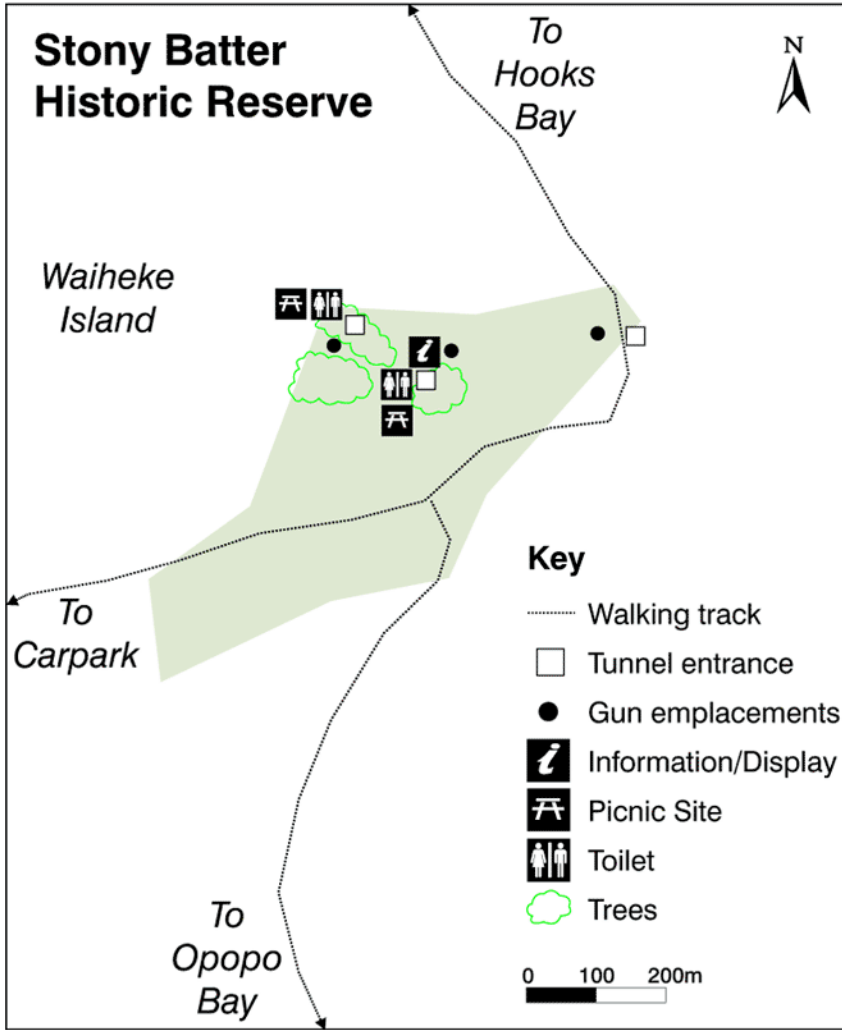 Stony Batter
Historic Reserve
To
Hooks
Bay
N
Waiheke
Island
i
To
Carpark
To
Opopo
Bay
Key
Walking track
Tunnel entrance
Gun emplacements
i
Information/Display
Picnic Site
Toilet
Trees
0 100 200m